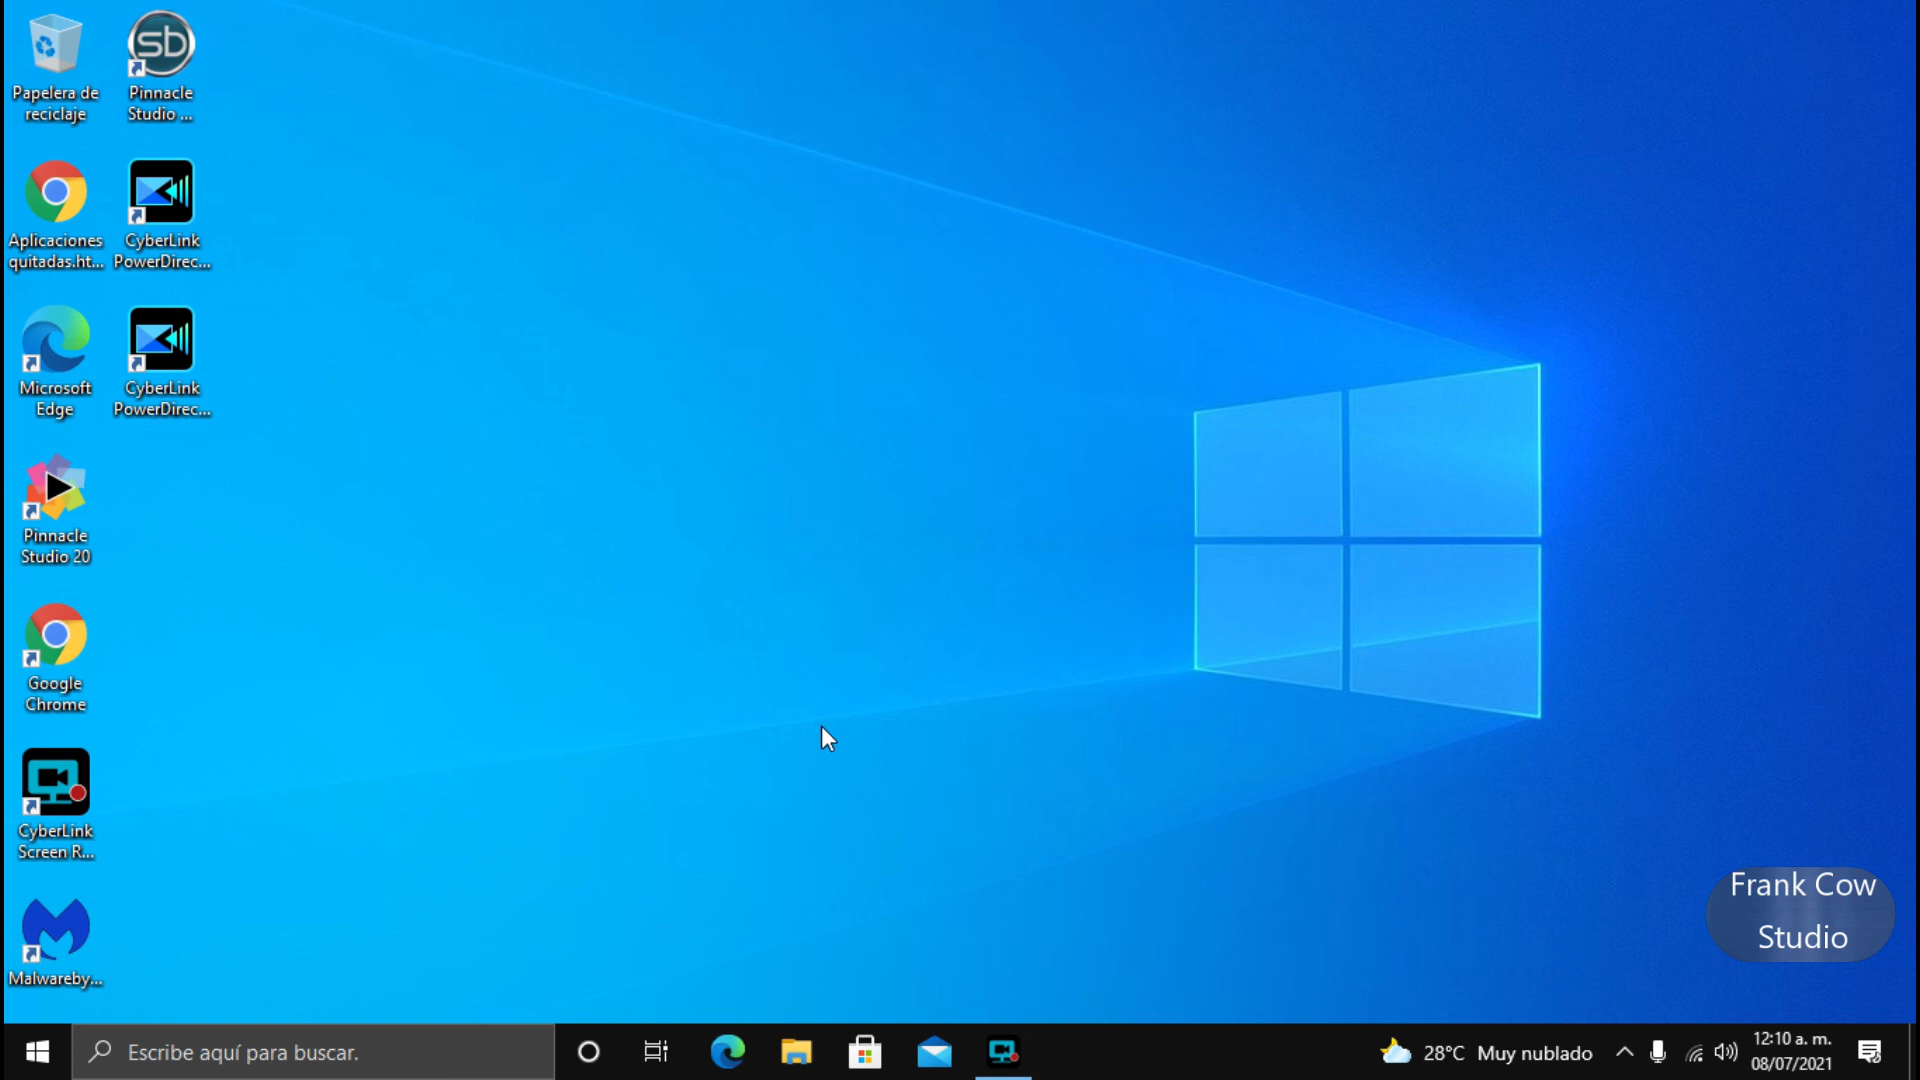 Papelera de
reciclaje
sb
Pinnacle
Studio ...
Aplicaciones
quitadas.ht...
CyberLink
PowerDirec...
Microsoft
Edge
CyberLink
PowerDirec...
Pinnacle
Studio 20
Google
Chrome
CyberLink
Screen R...
Malwareby...
Frank Cow
Studio
Escribe aquí para buscar.
28°C Muy nublado
12:10 a. m.
08/07/2021